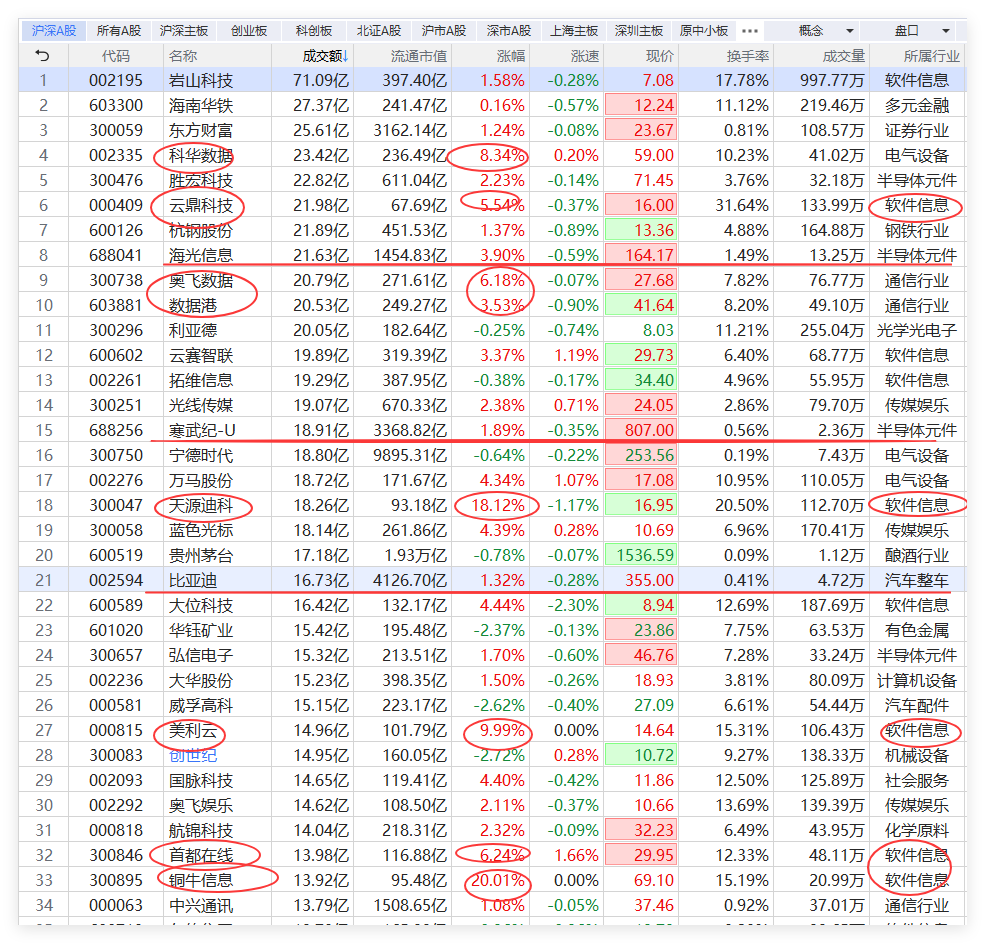 沪深A股 所有A股 沪深主板 创业板 科创板 北证A股 沪市A股 深市A股 上海主板 深圳主板 原中小板 ••• 概念 盘口
代码 名称 成交额↓ 流通市值 涨幅 涨速 现价 换手率 成交量 所属行业
1 002195 岩山科技 71.09亿 397.40亿 1.58% -0.28% 7.08 17.78% 997.77万 软件信息
2 603300 海南华铁 27.37亿 241.47亿 0.16% -0.57% 12.24 11.12% 219.46万 多元金融
3 300059 东方财富 25.61亿 3162.14亿 1.24% -0.08% 23.67 0.81% 108.57万 证券行业
4 002335 科华数据 23.42亿 236.49亿 8.34% 0.20% 59.00 10.23% 41.02万 电气设备
5 300476 胜宏科技 22.82亿 611.04亿 2.23% -0.14% 71.45 3.76% 32.18万 半导体元件
6 000409 云鼎科技 21.98亿 67.69亿 5.54% -0.37% 16.00 31.64% 133.99万 软件信息
7 600126 杭钢股份 21.89亿 451.53亿 1.37% -0.89% 13.36 4.88% 164.88万 钢铁行业
8 688041 海光信息 21.63亿 1454.83亿 3.90% -0.59% 164.17 1.49% 13.25万 半导体元件
9 300738 奥飞数据 20.79亿 271.61亿 6.18% -0.07% 27.68 7.82% 76.77万 通信行业
10 603881 数据港 20.53亿 249.27亿 3.53% -0.90% 41.64 8.20% 49.10万 通信行业
11 300296 利亚德 20.05亿 182.64亿 -0.25% -0.74% 8.03 11.21% 255.04万 光学光电子
12 600602 云赛智联 19.89亿 319.39亿 3.37% 1.19% 29.73 6.40% 68.77万 软件信息
13 002261 拓维信息 19.29亿 387.95亿 -0.38% -0.17% 34.40 4.96% 55.95万 软件信息
14 300251 光线传媒 19.07亿 670.33亿 2.38% 0.71% 24.05 2.86% 79.70万 传媒娱乐
15 688256 寒武纪-U 18.91亿 3368.82亿 1.89% -0.35% 807.00 0.56% 2.36万 半导体元件
16 300750 宁德时代 18.80亿 9895.31亿 -0.64% -0.22% 253.56 0.19% 7.43万 电气设备
17 002276 万马股份 18.72亿 171.67亿 4.34% 1.07% 17.08 10.95% 110.05万 电气设备
18 300047 天源迪科 18.26亿 93.18亿 18.12% -1.17% 16.95 20.50% 112.70万 软件信息
19 300058 蓝色光标 18.14亿 261.86亿 4.39% 0.28% 10.69 6.96% 170.41万 传媒娱乐
20 600519 贵州茅台 17.18亿 1.93万亿 -0.78% -0.07% 1536.59 0.09% 1.12万 酿酒行业
21 002594 比亚迪 16.73亿 4126.70亿 1.32% -0.28% 355.00 0.41% 4.72万 汽车整车
22 600589 大位科技 16.42亿 132.17亿 4.44% -2.30% 8.94 12.69% 187.69万 软件信息
23 601020 华钰矿业 15.42亿 195.48亿 -2.37% -0.13% 23.86 7.75% 63.53万 有色金属
24 300657 弘信电子 15.32亿 213.51亿 1.70% -0.60% 46.76 7.28% 33.24万 半导体元件
25 002236 大华股份 15.23亿 398.35亿 1.50% -0.26% 18.93 3.81% 80.09万 计算机设备
26 000581 威孚高科 15.15亿 223.17亿 -2.62% -0.40% 27.09 6.61% 54.44万 汽车配件
27 000815 美利云 14.96亿 101.79亿 9.99% 0.00% 14.64 15.31% 106.43万 软件信息
28 300083 创世纪 14.95亿 160.05亿 -2.72% 0.28% 10.72 9.27% 138.33万 机械设备
29 002093 国脉科技 14.65亿 119.41亿 4.40% -0.42% 11.86 12.50% 125.89万 社会服务
30 002292 奥飞娱乐 14.62亿 108.50亿 2.11% -0.37% 10.66 13.69% 139.39万 传媒娱乐
31 000818 航锦科技 14.04亿 218.31亿 2.32% -0.09% 32.23 6.49% 43.95万 化学原料
32 300846 首都在线 13.98亿 116.88亿 6.24% 1.66% 29.95 12.33% 48.11万 软件信息
33 300895 铜牛信息 13.92亿 95.48亿 20.01% 0.00% 69.10 15.19% 20.99万 软件信息
34 000063 中兴通讯 13.79亿 1508.65亿 1.08% -0.05% 37.46 0.92% 37.01万 通信行业